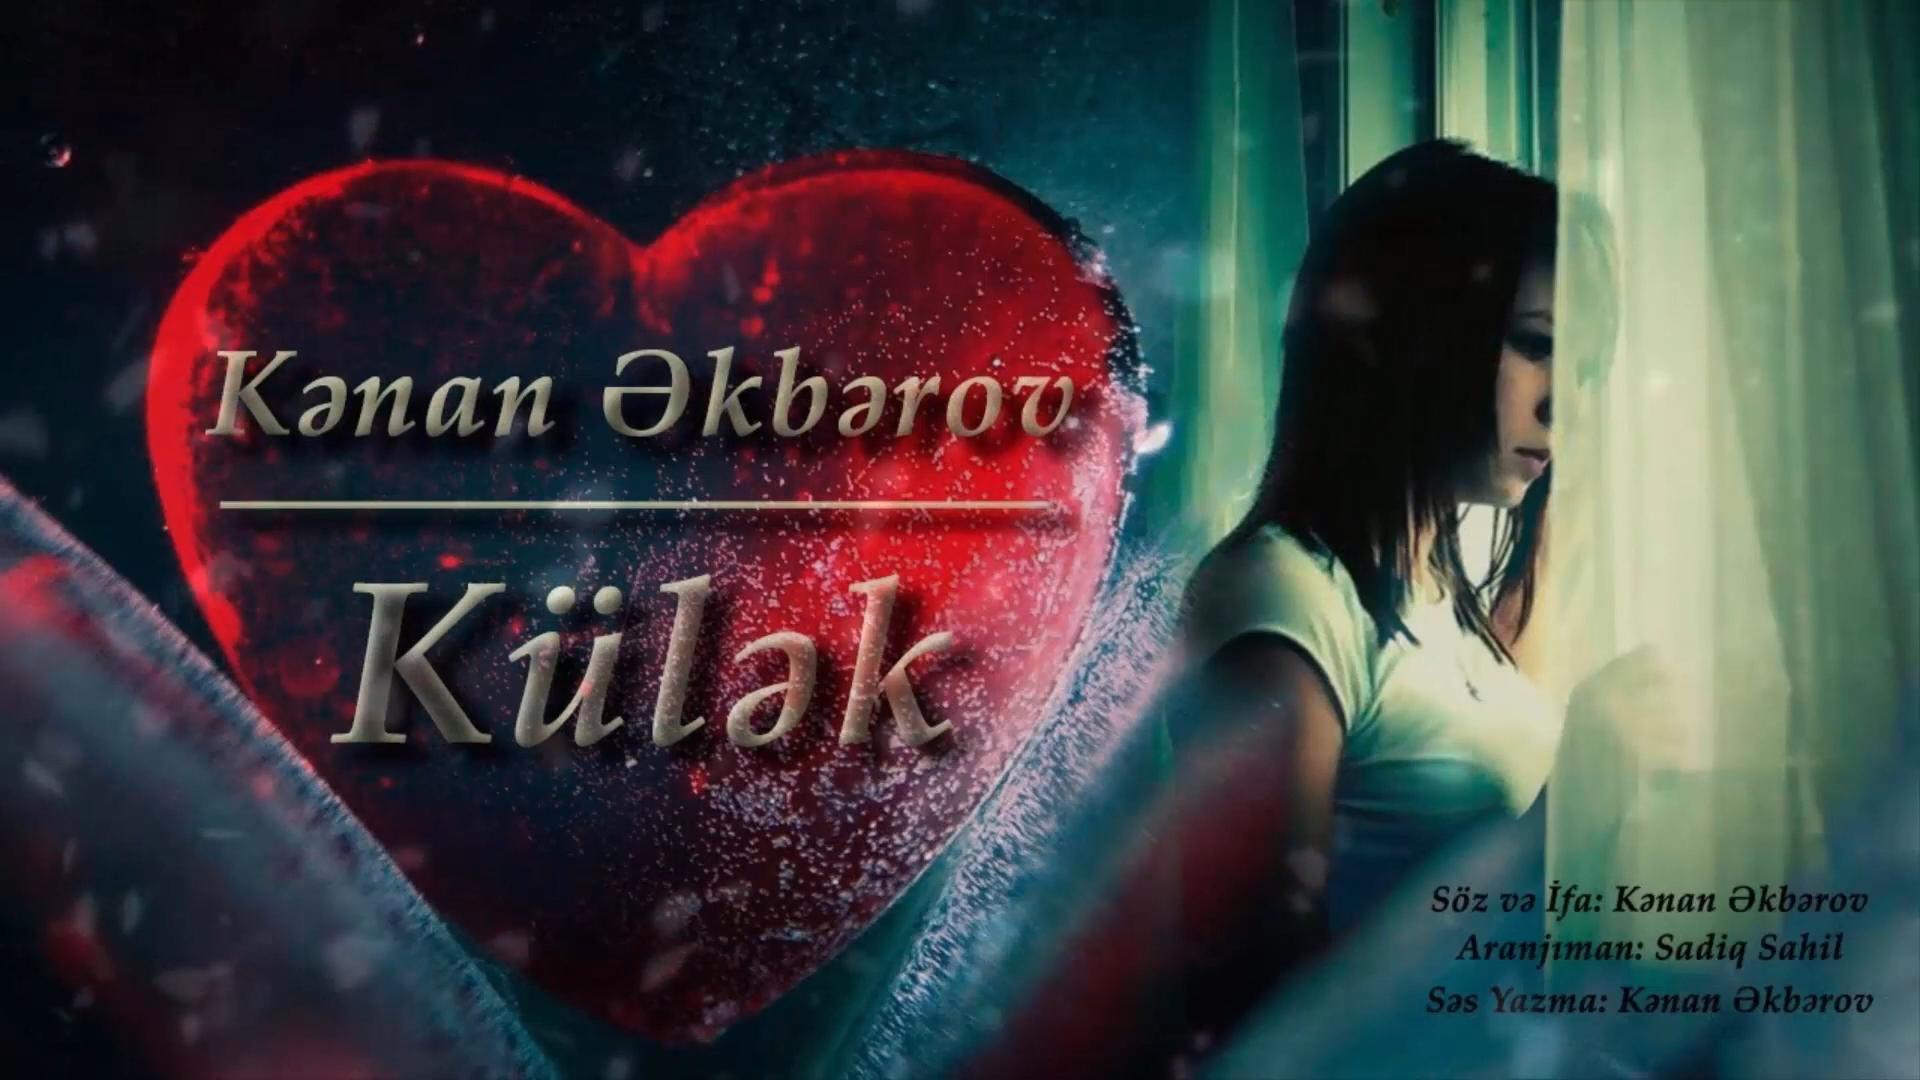 Kənan Əkbərov
Külək
Söz və İfa: Kənan Əkbərov
Aranjıman: Sadiq Sahil
Səs Yazma: Kənan Əkbərov